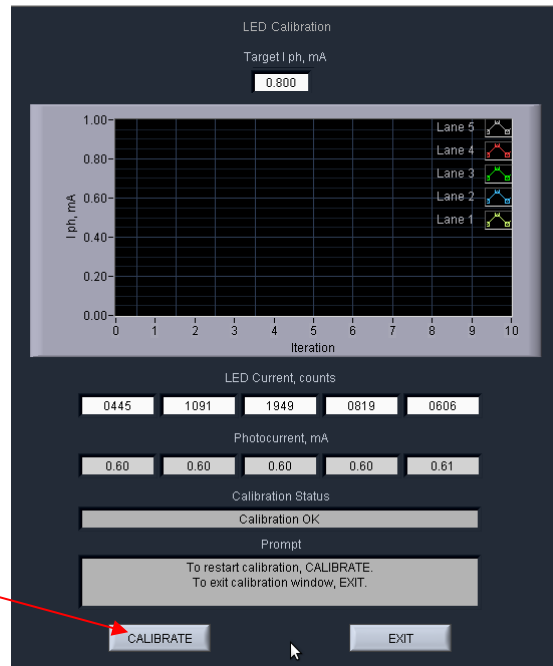 LED Calibration
Target I ph, mA
0.800
1.00
0.80
0.60
0.40
0.20
0.00
I ph, mA
Lane 5
Lane 4
Lane 3
Lane 2
Lane 1
0 1 2 3 4 5 6 7 8 9 10
Iteration
LED Current, counts
0445 1091 1949 0819 0606
Photocurrent, mA
0.60 0.60 0.60 0.60 0.61
Calibration Status
Calibration OK
Prompt
To restart calibration, CALIBRATE.
To exit calibration window, EXIT.
CALIBRATE EXIT